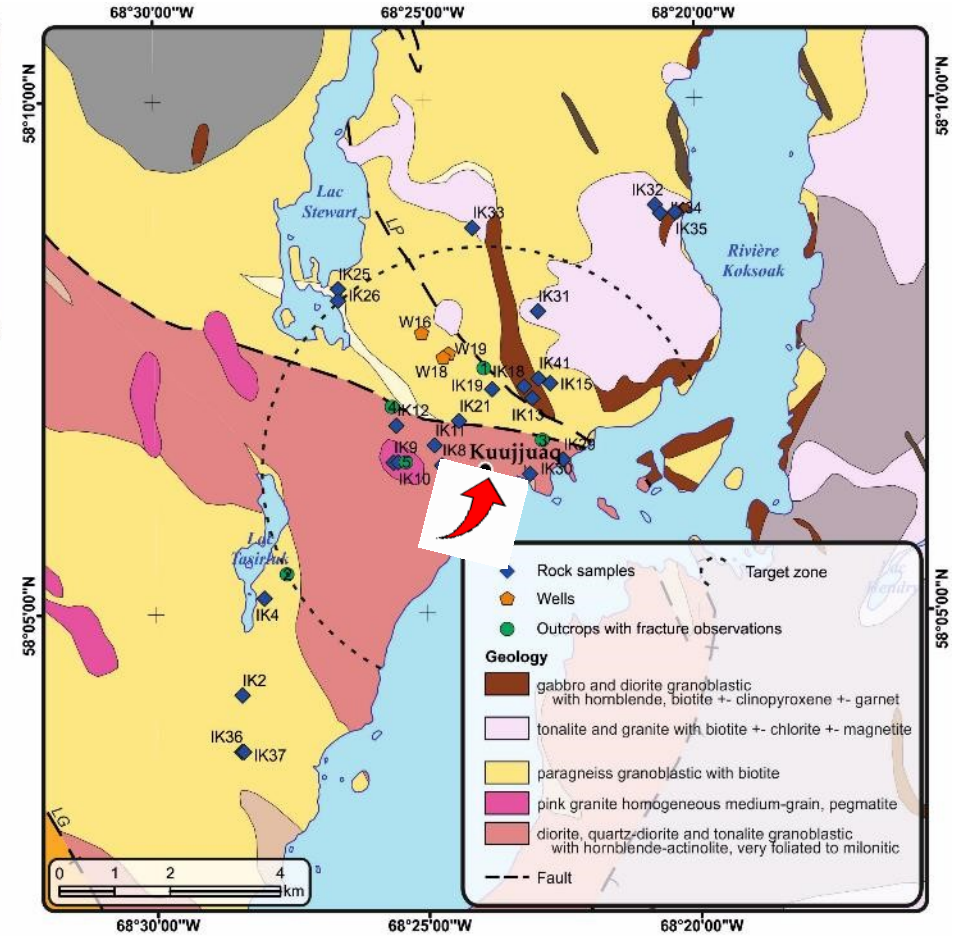 68°30'00"W
68°25'00"W
68°20'00"W
58°10'00"N
58°10'00"N
Lac
Stewart
LP
IK33
IK32
IK34
IK35
Rivière
Koksoak
IK25
IK26
IK31
W16
W19
W18
1
IK18
IK41
IK19
IK15
IK13
4
IK12
IK21
IK11
3
IK29
IK9
IK8
Kuujjuaq
5
IK10
IK30
Lac
Tasirluk
2
IK4
58°05'00"N
58°05'00"N
IK2
IK36
IK37
LG
Rock samples
Target zone
Wells
Outcrops with fracture observations
Geology
gabbro and diorite granoblastic
with hornblende, biotite +- clinopyroxene +- garnet
tonalite and granite with biotite +- chlorite +- magnetite
paragneiss granoblastic with biotite
pink granite homogeneous medium-grain, pegmatite
diorite, quartz-diorite and tonalite granoblastic
with hornblende-actinolite, very foliated to milonitic
Fault
0 1 2 4
km
68°30'00"W
68°25'00"W
68°20'00"W